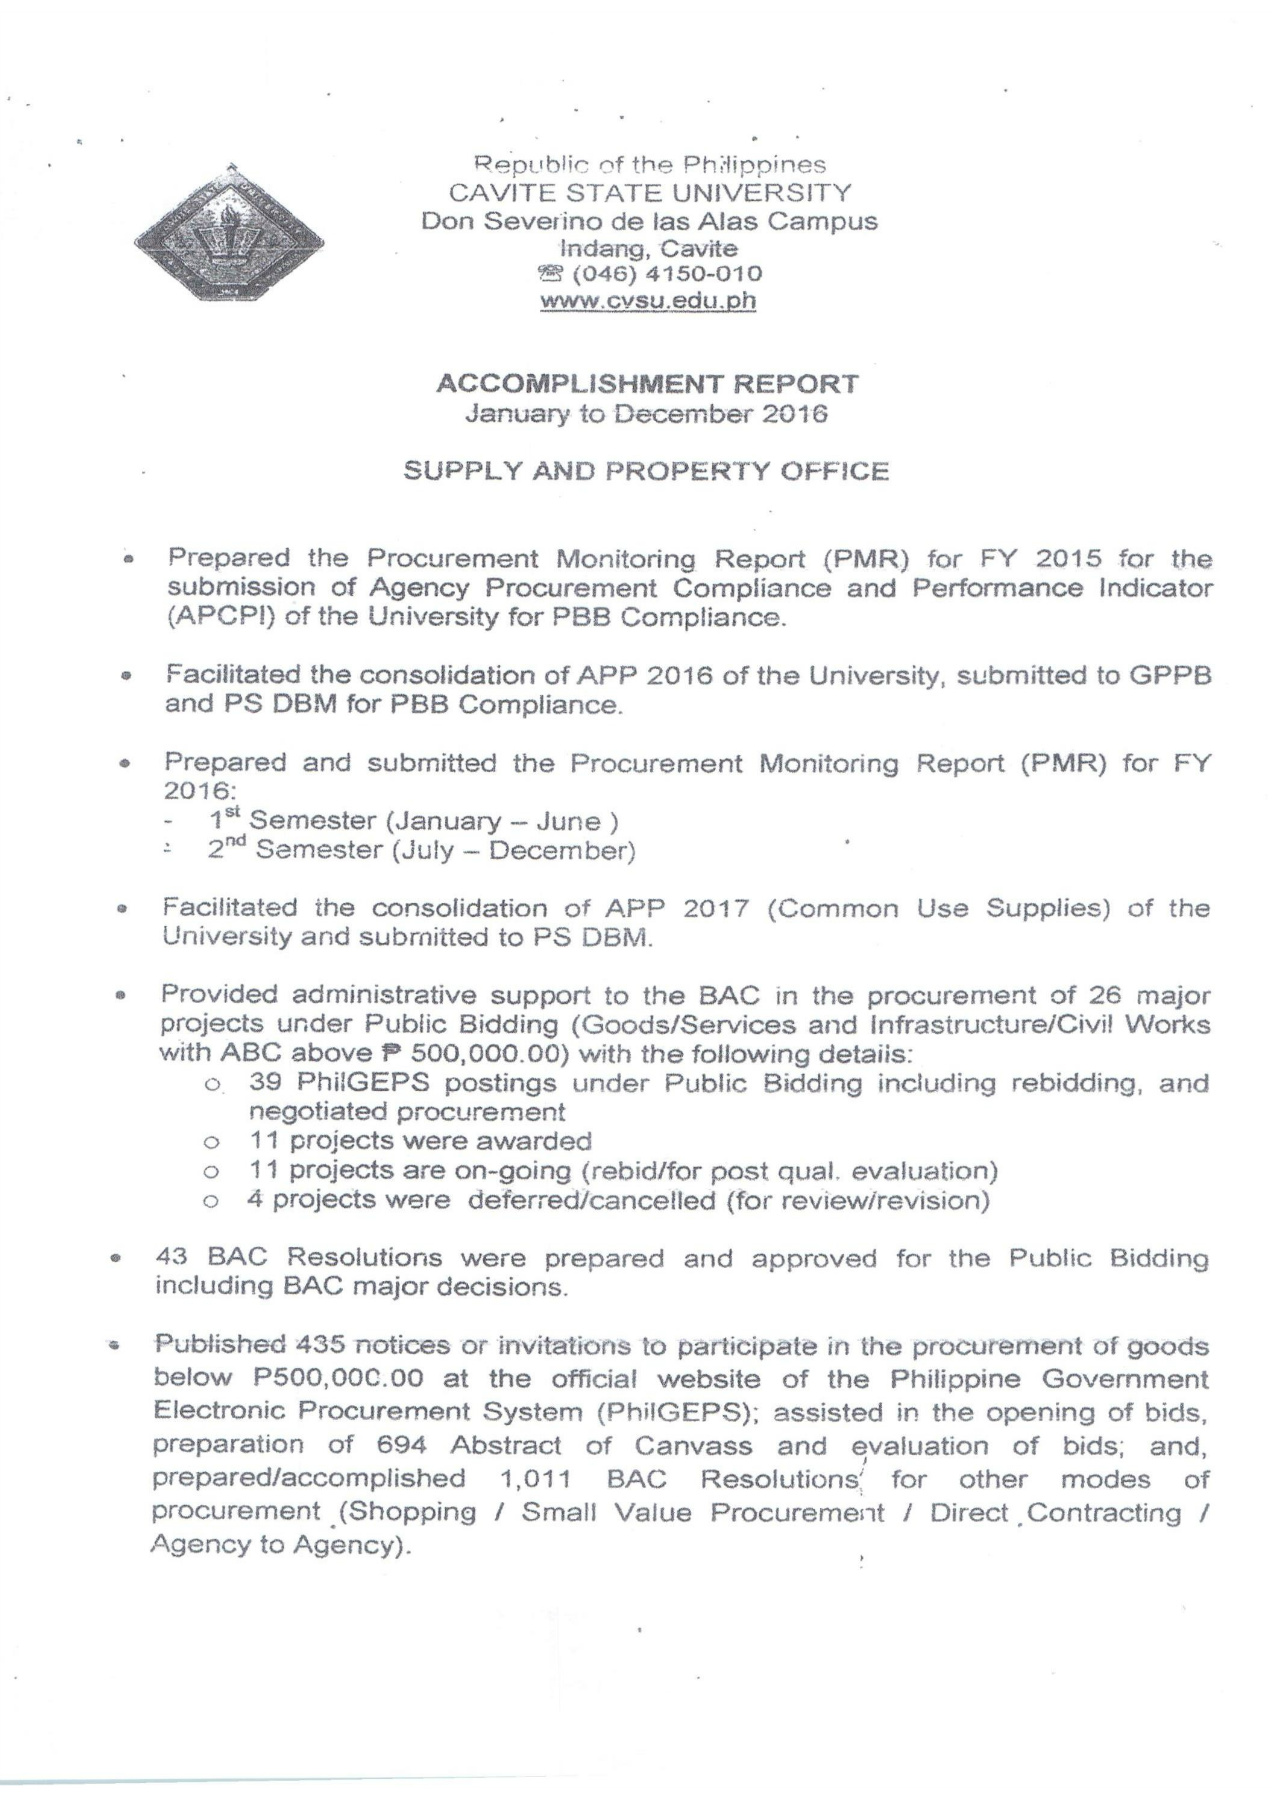 Republic of the Philippines
CAVITE STATE UNIVERSITY
Don Severino de las Alas Campus
Indang, Cavite
☎ (046) 4150-010
www.cvsu.edu.ph
ACCOMPLISHMENT REPORT
January to December 2016
SUPPLY AND PROPERTY OFFICE
• Prepared the Procurement Monitoring Report (PMR) for FY 2015 for the
submission of Agency Procurement Compliance and Performance Indicator
(APCPI) of the University for PBB Compliance.
• Facilitated the consolidation of APP 2016 of the University, submitted to GPPB
and PS DBM for PBB Compliance.
• Prepared and submitted the Procurement Monitoring Report (PMR) for FY
2016:
- 1st Semester (January – June )
- 2nd Semester (July – December)
• Facilitated the consolidation of APP 2017 (Common Use Supplies) of the
University and submitted to PS DBM.
• Provided administrative support to the BAC in the procurement of 26 major
projects under Public Bidding (Goods/Services and Infrastructure/Civil Works
with ABC above ₱ 500,000.00) with the following details:
o 39 PhilGEPS postings under Public Bidding including rebidding, and
negotiated procurement
o 11 projects were awarded
o 11 projects are on-going (rebid/for post qual. evaluation)
o 4 projects were deferred/cancelled (for review/revision)
• 43 BAC Resolutions were prepared and approved for the Public Bidding
including BAC major decisions.
• Published 435 notices or invitations to participate in the procurement of goods
below P500,000.00 at the official website of the Philippine Government
Electronic Procurement System (PhilGEPS); assisted in the opening of bids,
preparation of 694 Abstract of Canvass and evaluation of bids; and,
prepared/accomplished 1,011 BAC Resolutions for other modes of
procurement (Shopping / Small Value Procurement / Direct Contracting /
Agency to Agency).